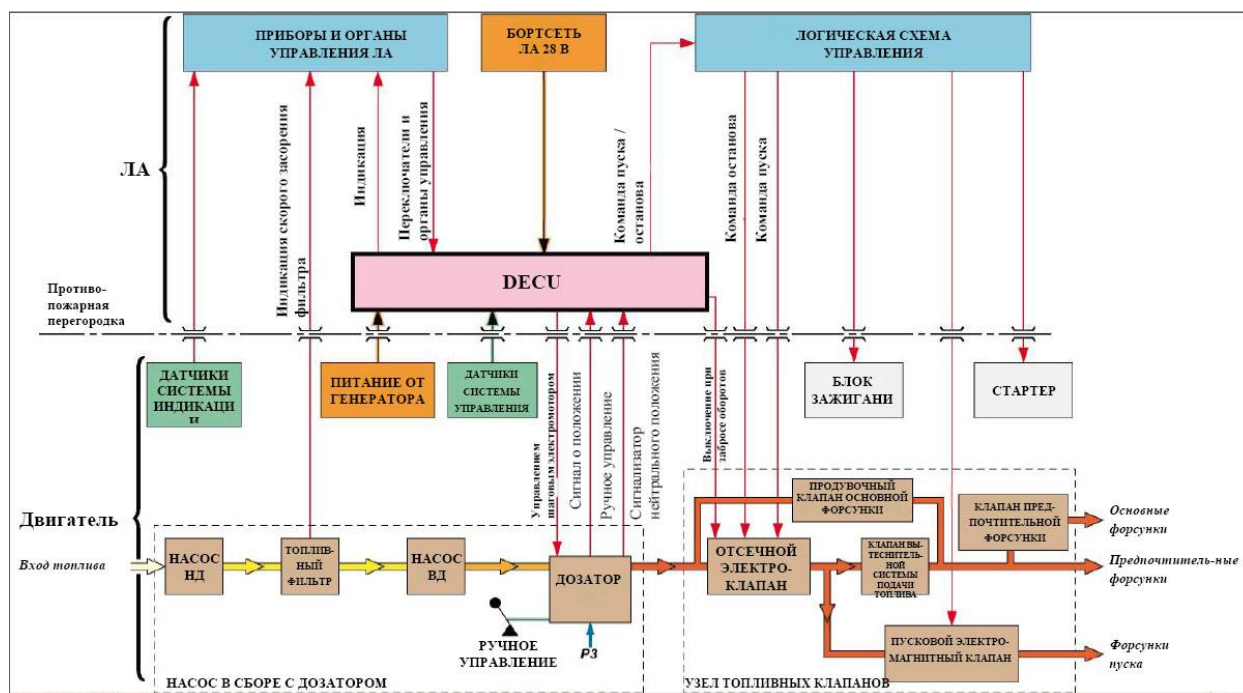 ПРИБОРЫ И ОРГАНЫ
УПРАВЛЕНИЯ ЛА
БОРТСЕТЬ
ЛА 28 В
ЛОГИЧЕСКАЯ СХЕМА
УПРАВЛЕНИЯ
ЛА
Индикация скорого засорения
фильтра
Индикация
Переключатели и
органы управления
Команда пуска /
останова
Команда останова
Команда пуска
DECU
Противо-
пожарная
перегородка
ДАТЧИКИ
СИСТЕМЫ
ИНДИКАЦИ
И
ПИТАНИЕ ОТ
ГЕНЕРАТОРА
ДАТЧИКИ
СИСТЕМЫ
УПРАВЛЕНИЯ
Управлением
шаговым электромотором
Сигнал о положении
Ручное управление
Сигнализатор
нейтрального положения
Выключение при
забросе оборотов
БЛОК
ЗАЖИГАНИ
СТАРТЕР
Двигатель
Вход топлива
НАСОС
НД
ТОПЛИВ-
НЫЙ
ФИЛЬТР
НАСОС
ВД
ДОЗАТОР
РУЧНОЕ
УПРАВЛЕНИЕ
P3
НАСОС В СБОРЕ С ДОЗАТОРОМ
ПРОДУВОЧНЫЙ
КЛАПАН ОСНОВНОЙ
ФОРСУНКИ
КЛАПАН ПРЕД-
ПОЧТИТЕЛЬНОЙ
ФОРСУНКИ
Основные
форсунки
ОТСЕЧНОЙ
ЭЛЕКТРО-
КЛАПАН
КЛАПАН ВЫ-
ТЕСНИТЕЛЬ-
НОЙ
СИСТЕМЫ
ПОДАЧИ
ТОПЛИВА
Предпочтитель-ные
форсунки
ПУСКОВОЙ ЭЛЕКТРО-
МАГНИТНЫЙ КЛАПАН
Форсунки
пуска
УЗЕЛ ТОПЛИВНЫХ КЛАПАНОВ